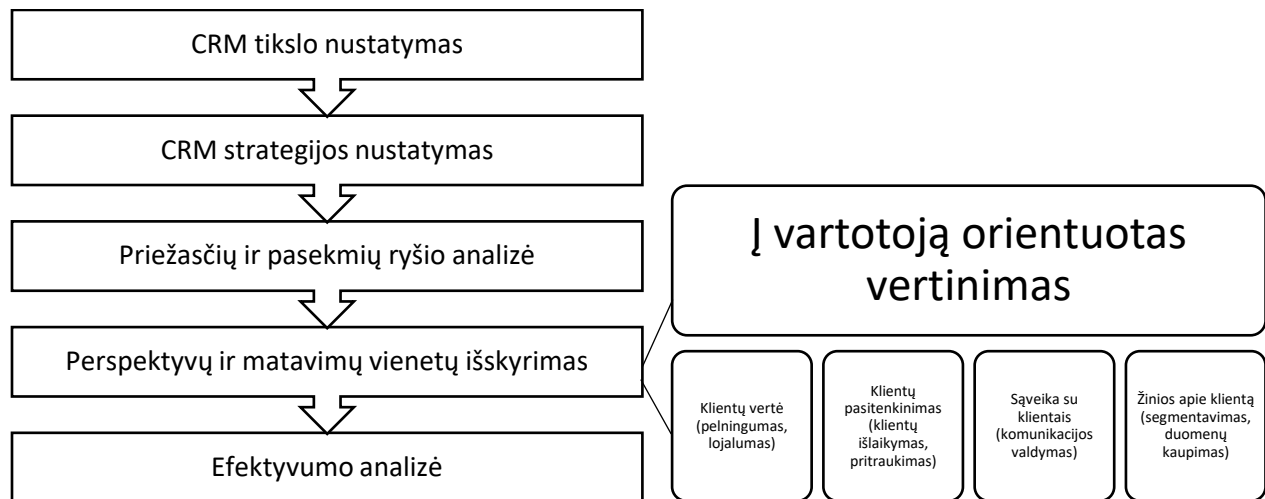 CRM tikslo nustatymas
CRM strategijos nustatymas
Priežasčių ir pasekmių ryšio analizė
Perspektyvų ir matavimų vienetų išskyrimas
Efektyvumo analizė
Į vartotoją orientuotas
vertinimas
Klientų vertė
(pelningumas,
lojalumas)
Klientų
pasitenkinimas
(klientų
išlaikymas,
pritraukimas)
Sąveika su
klientais
(komunikacijos
valdymas)
Žinios apie klientą
(segmentavimas,
duomenų
kaupimas)